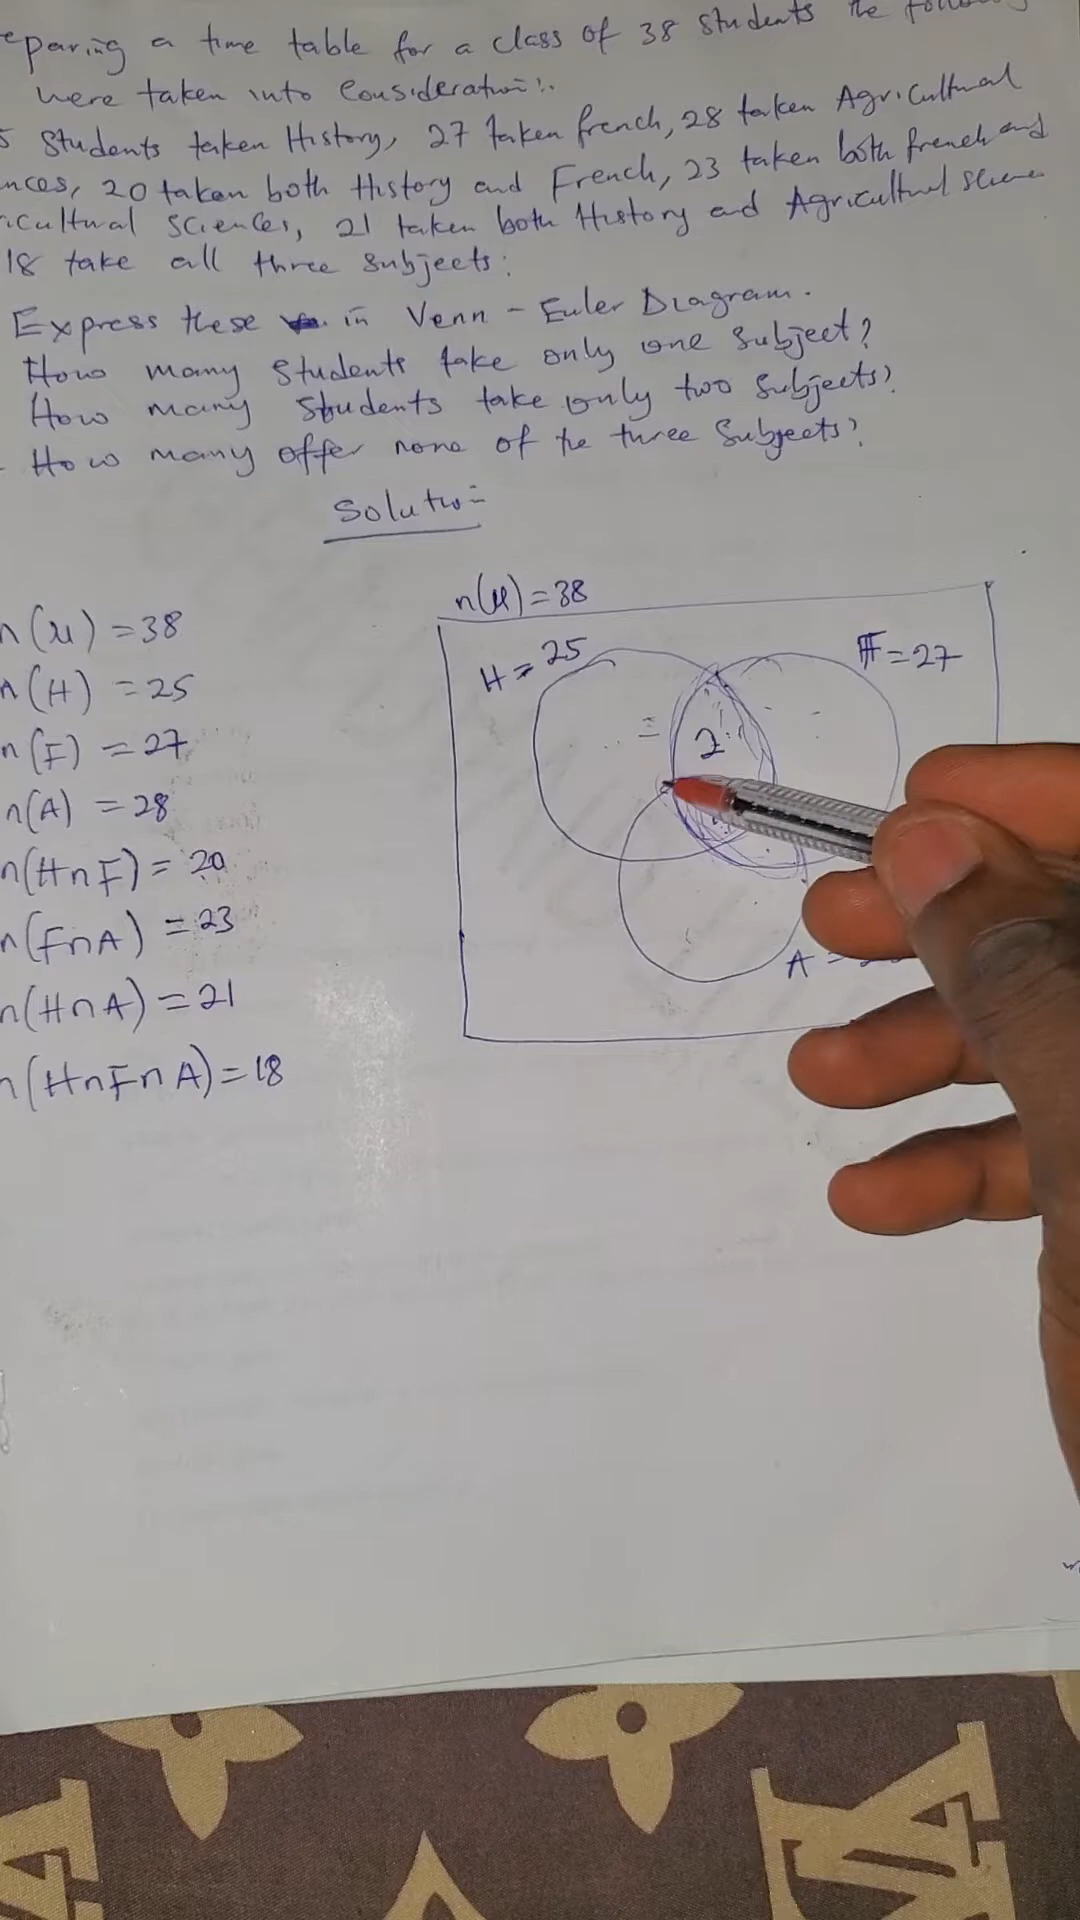 eparing a time table for a class of 38 students the
were taken into Consideration:.
5 Students taken History, 27 taken french, 28 taken Agricultural
nces, 20 taken both History and French, 23 taken both french and
icultural Sciences, 21 taken both History and Agricultural Science
18 take all three Subjects:
Express these in Venn - Euler Diagram.
How many Students take only one Subject?
How many Students take only two Subjects?
How many offer none of the three Subjects?
Solution
n(μ) = 38
n(μ) = 38
H = 25
F = 27
n(H) = 25
n(F) = 27
2
n(A) = 28
n(H∩F) = 20
n(F∩A) = 23
A =
n(H∩A) = 21
n(H∩F∩A) = 18